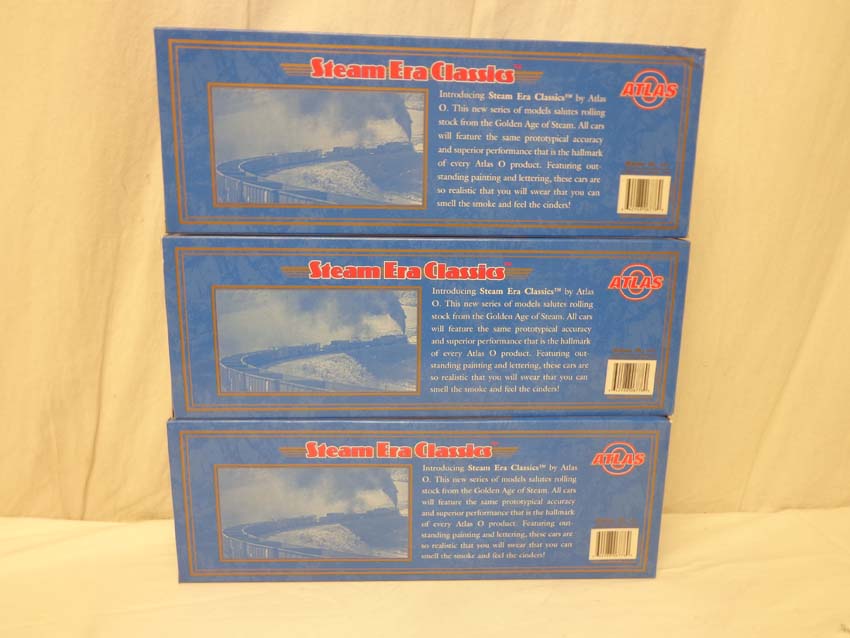 Steam Era Classics™
Introducing Steam Era Classics™ by Atlas
O. This new series of models salutes rolling
stock from the Golden Age of Steam. All cars
will feature the same prototypical accuracy
and superior performance that is the hallmark
of every Atlas O product. Featuring out-
standing painting and lettering, these cars are
so realistic that you will swear that you can
smell the smoke and feel the cinders!
ATLAS
O
Steam Era Classics™
Introducing Steam Era Classics™ by Atlas
O. This new series of models salutes rolling
stock from the Golden Age of Steam. All cars
will feature the same prototypical accuracy
and superior performance that is the hallmark
of every Atlas O product. Featuring out-
standing painting and lettering, these cars are
so realistic that you will swear that you can
smell the smoke and feel the cinders!
ATLAS
O
Steam Era Classics™
Introducing Steam Era Classics™ by Atlas
O. This new series of models salutes rolling
stock from the Golden Age of Steam. All cars
will feature the same prototypical accuracy
and superior performance that is the hallmark
of every Atlas O product. Featuring out-
standing painting and lettering, these cars are
so realistic that you will swear that you can
smell the smoke and feel the cinders!
ATLAS
O